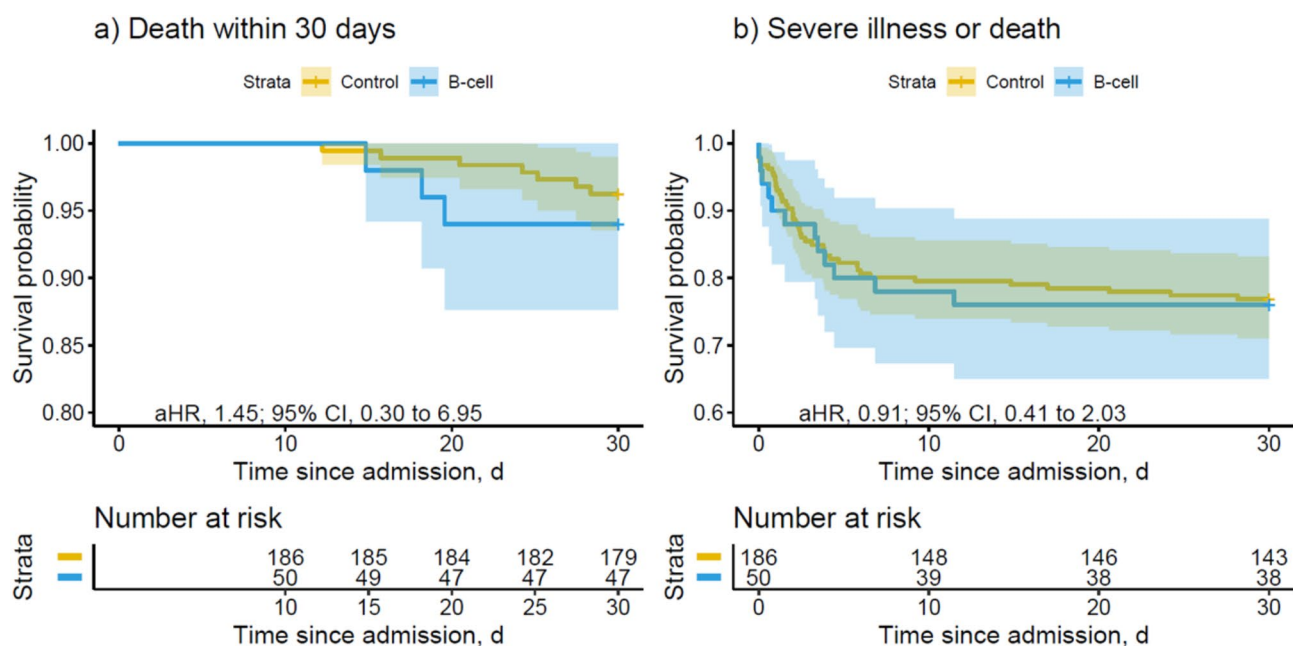 a) Death within 30 days
Strata Control B-cell
Survival probability
1.00
0.95
0.90
0.85
0.80
aHR, 1.45; 95% CI, 0.30 to 6.95
0 10 20 30
Time since admission, d
Number at risk
Strata
186 185 184 182 179
50 49 47 47 47
10 15 20 25 30
Time since admission, d
b) Severe illness or death
Strata Control B-cell
Survival probability
1.0
0.9
0.8
0.7
0.6
aHR, 0.91; 95% CI, 0.41 to 2.03
0 10 20 30
Time since admission, d
Number at risk
Strata
186 148 146 143
50 39 38 38
0 10 20 30
Time since admission, d